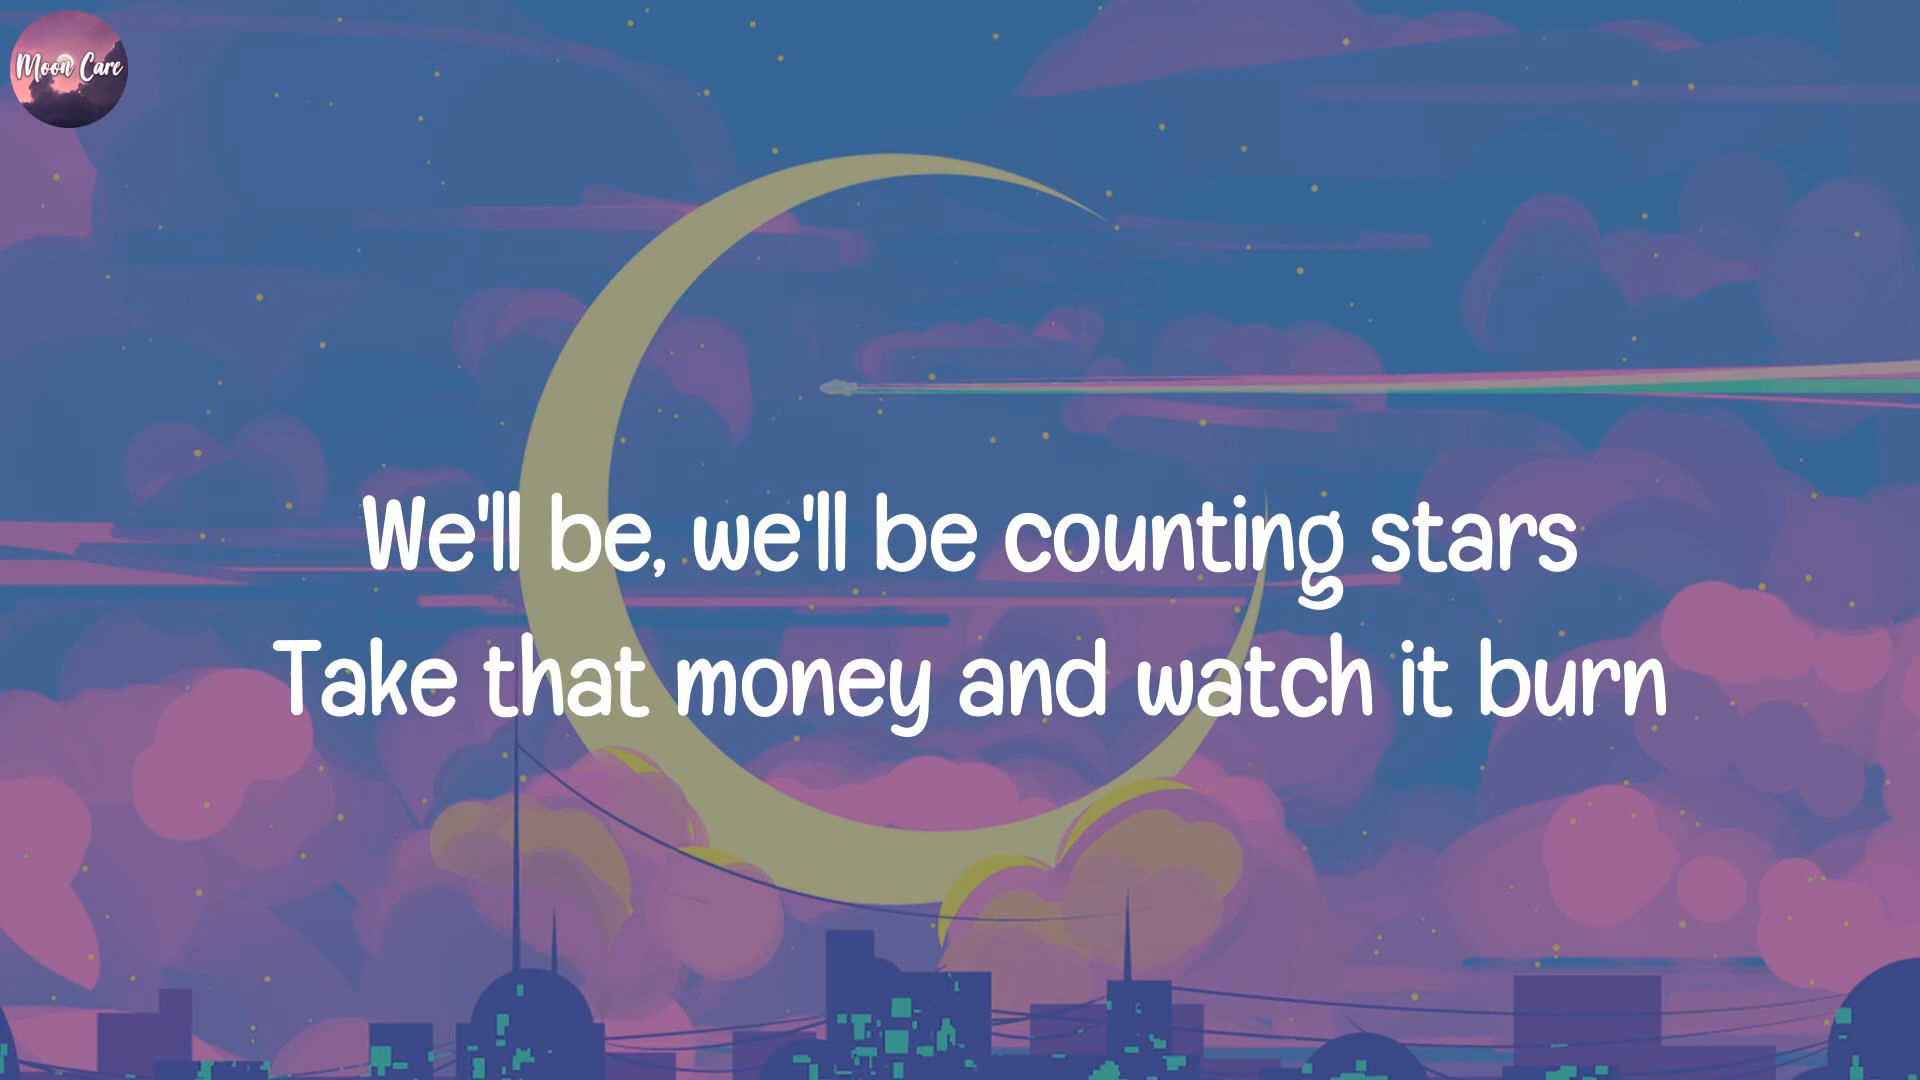 Moon Care
We'll be, we'll be counting stars
Take that money and watch it burn